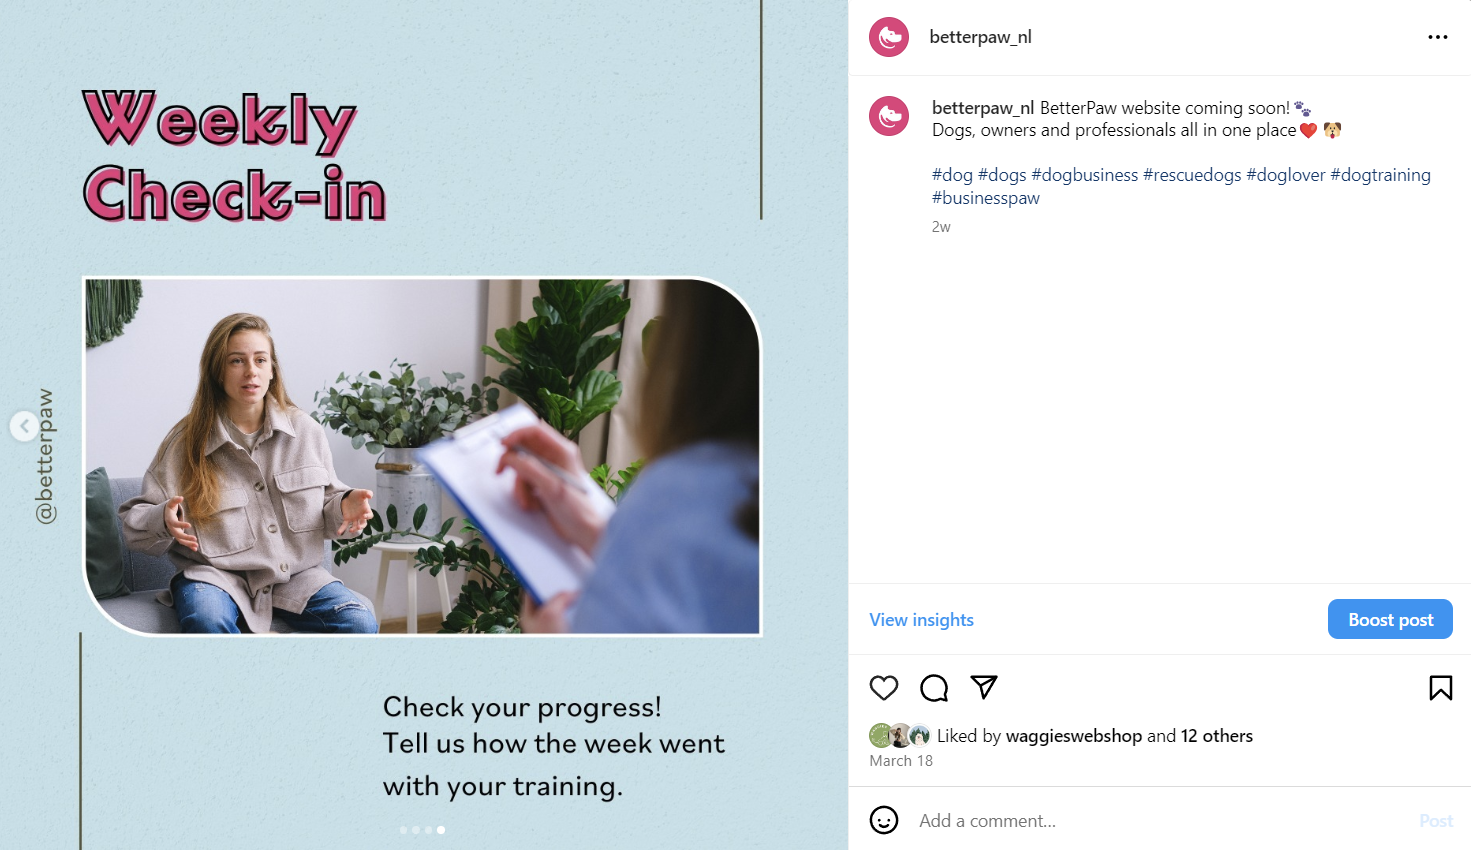 Weekly
Check-in
@betterpaw
Check your progress!
Tell us how the week went
with your training.
betterpaw_nl
betterpaw_nl BetterPaw website coming soon!🐾
Dogs, owners and professionals all in one place❤️🐶
#dog #dogs #dogbusiness #rescuedogs #doglover #dogtraining
#businesspaw
2w
View insights
Boost post
Liked by waggieswebshop and 12 others
March 18
Add a comment...
Post